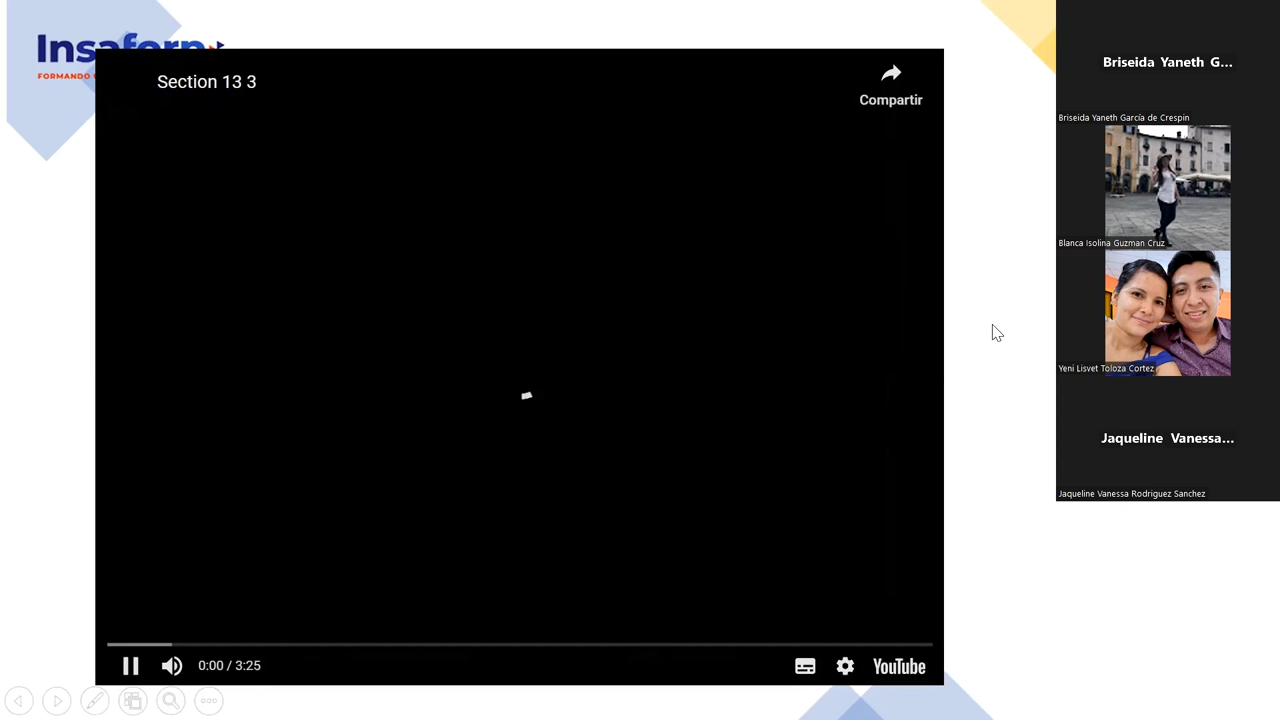 Insaforp
FORMANDO
Section 13 3
Compartir
0:00 / 3:25
YouTube
Briseida Yaneth G...
Briseida Yaneth García de Crespin
Blanca Isolina Guzman Cruz
Yeni Lisvet Toloza Cortez
Jaqueline Vanessa...
Jaqueline Vanessa Rodriguez Sanchez